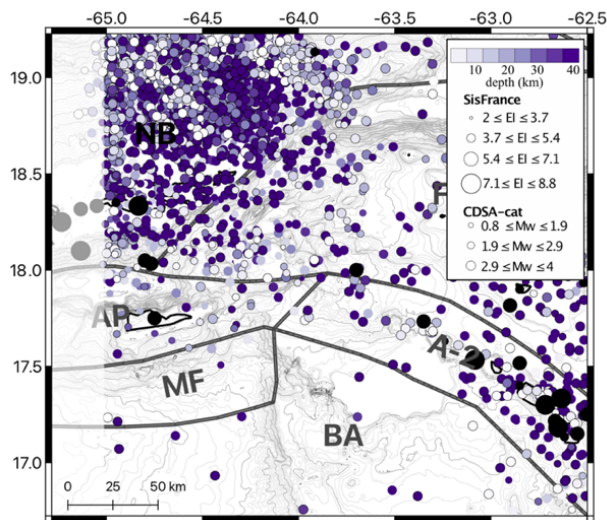 −65.0 −64.5 −64.0 −63.5 −63.0 −62.5
19.0
18.5
18.0
17.5
17.0
10 20 30 40
depth (km)
SisFrance
2 ≤ EI ≤ 3.7
3.7 ≤ EI ≤ 5.4
5.4 ≤ EI ≤ 7.1
7.1≤ EI ≤ 8.8
CDSA-cat
0.8 ≤Mw ≤ 1.9
1.9 ≤Mw ≤ 2.9
2.9 ≤Mw ≤ 4
NB
AP
A-2
MF
BA
0 25 50 km